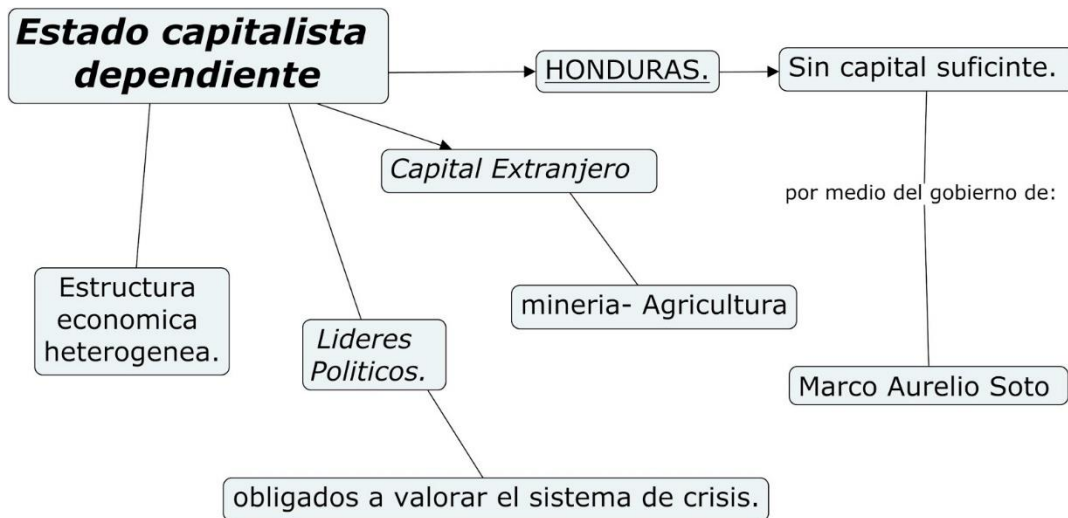 Estado capitalista
dependiente
HONDURAS.
Sin capital suficinte.
Capital Extranjero
por medio del gobierno de:
Estructura
economica
heterogenea.
mineria- Agricultura
Lideres
Politicos.
Marco Aurelio Soto
obligados a valorar el sistema de crisis.